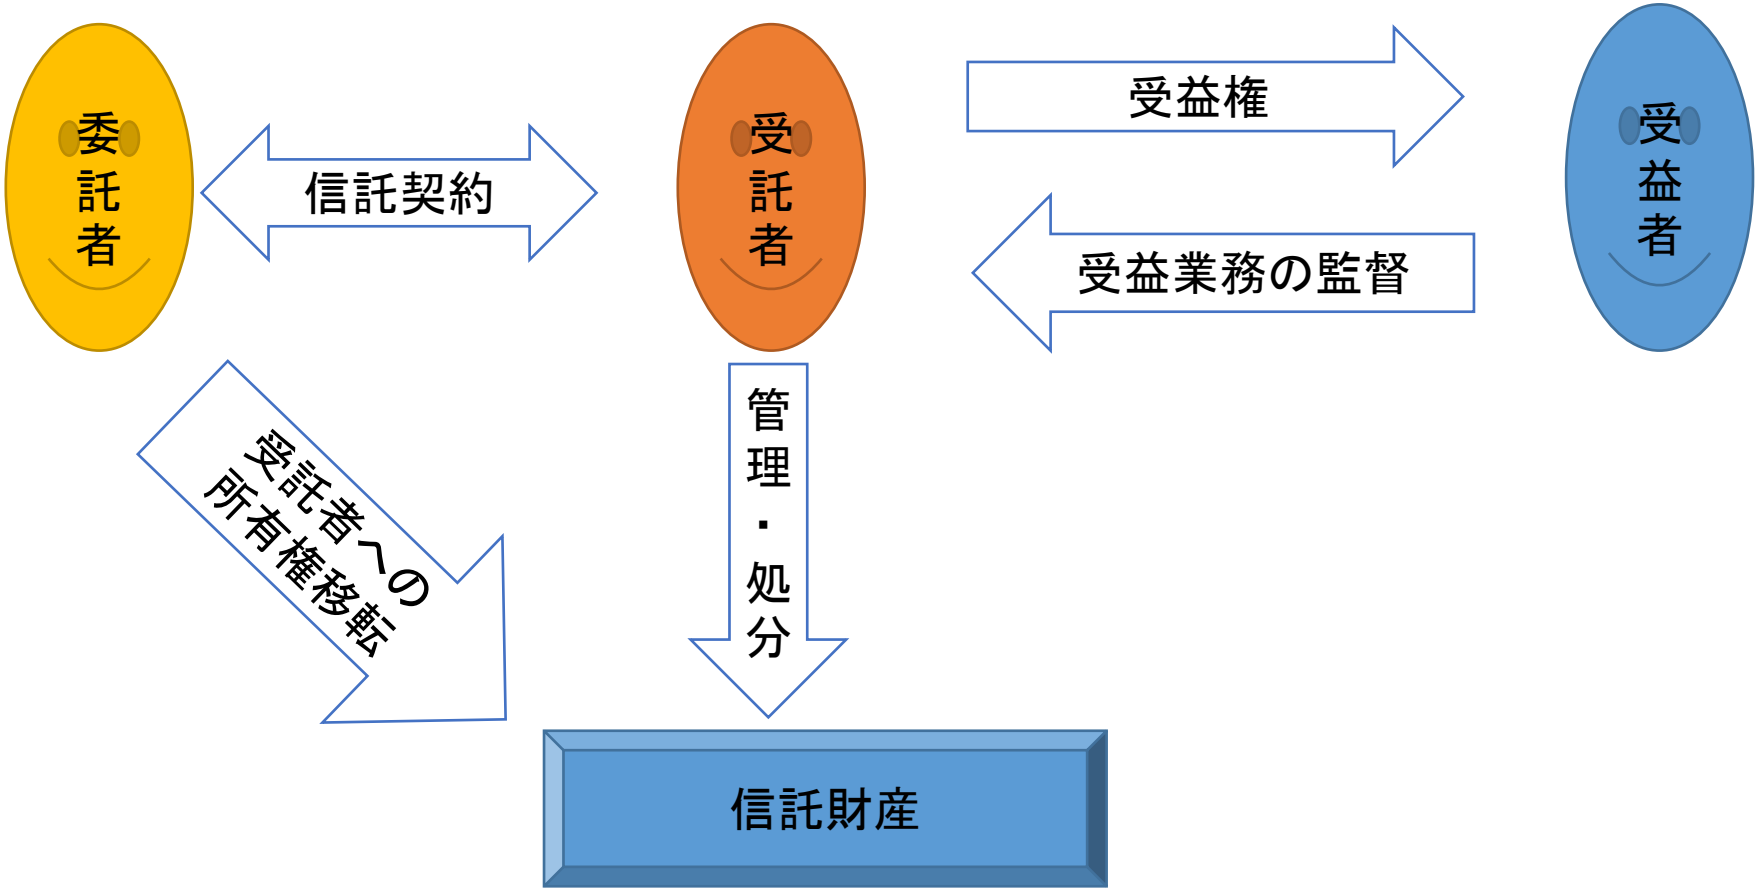 委託者
信託契約
受託者
受益権
受益業務の監督
受益者
受託者への
所有権移転
管理・処分
信託財産